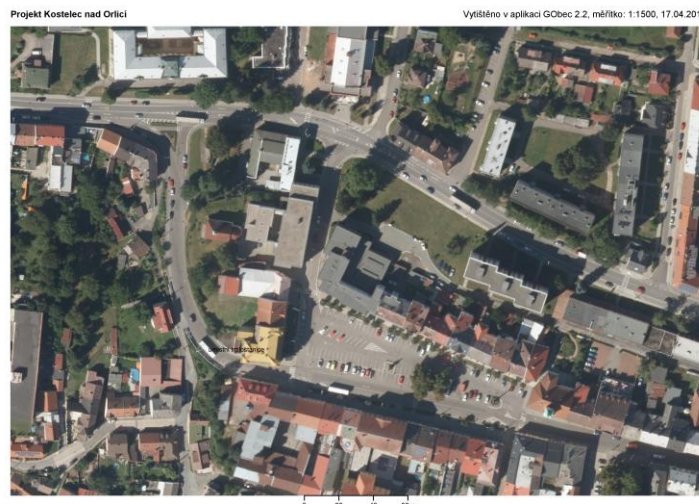 Projekt Kostelec nad Orlicí
Vytištěno v aplikaci GObec 2.2, měřítko: 1:1500, 17.04.201